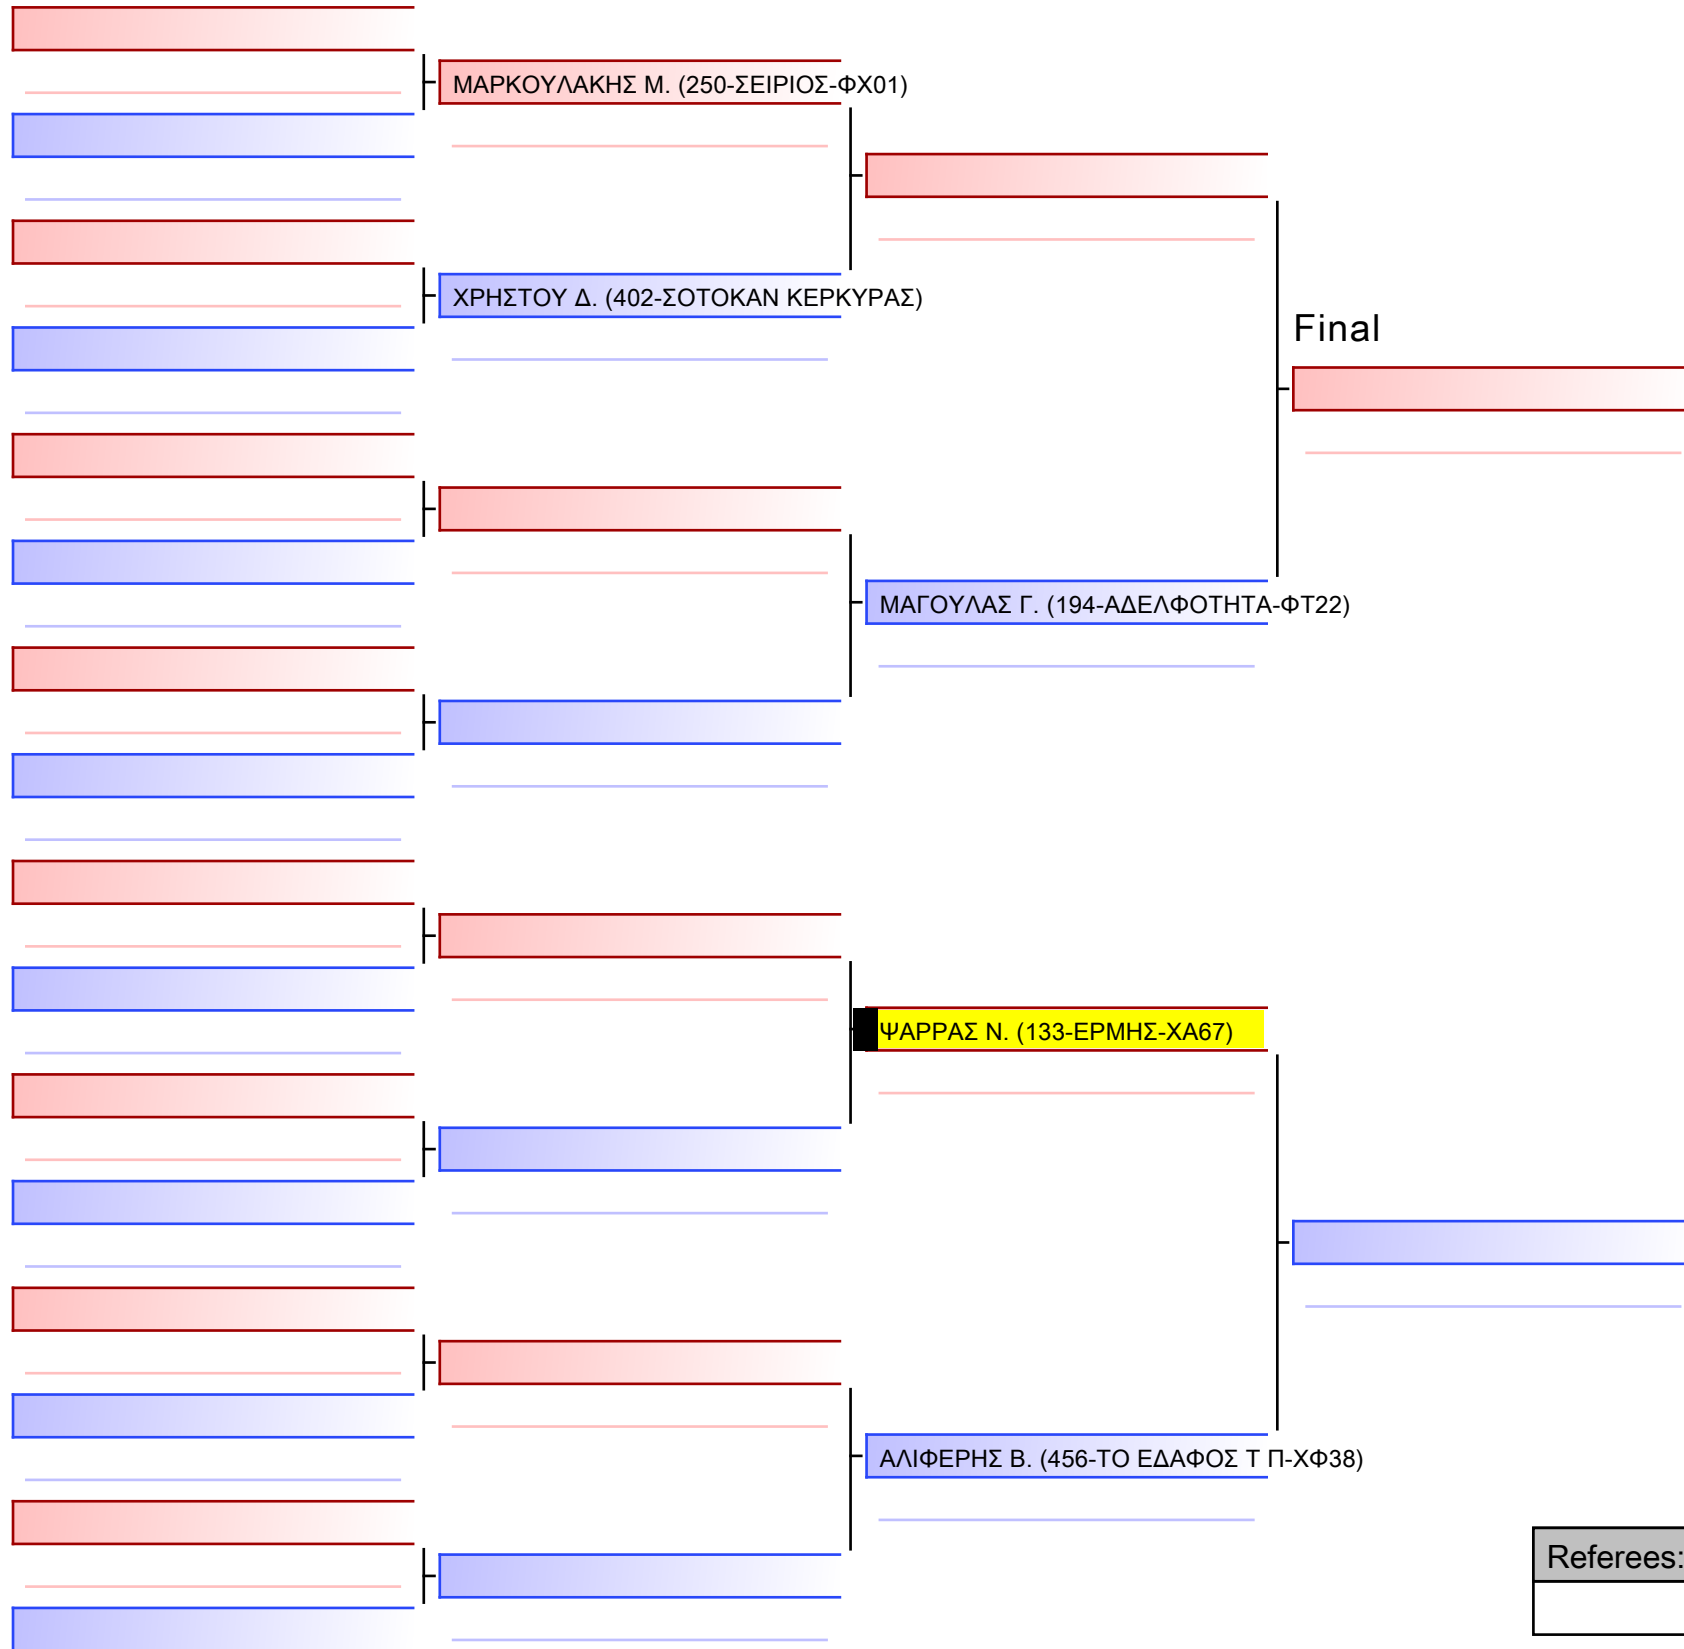 ΜΑΡΚΟΥΛΑΚΗΣ Μ. (250-ΣΕΙΡΙΟΣ-ΦΧ01)
ΧΡΗΣΤΟΥ Δ. (402-ΣΟΤΟΚΑΝ ΚΕΡΚΥΡΑΣ)
Final
ΜΑΓΟΥΛΑΣ Γ. (194-ΑΔΕΛΦΟΤΗΤΑ-ΦΤ22)
ΨΑΡΡΑΣ Ν. (133-ΕΡΜΗΣ-ΧΑ67)
ΑΛΙΦΕΡΗΣ Β. (456-ΤΟ ΕΔΑΦΟΣ Τ Π-ΧΦ38)
Referees: